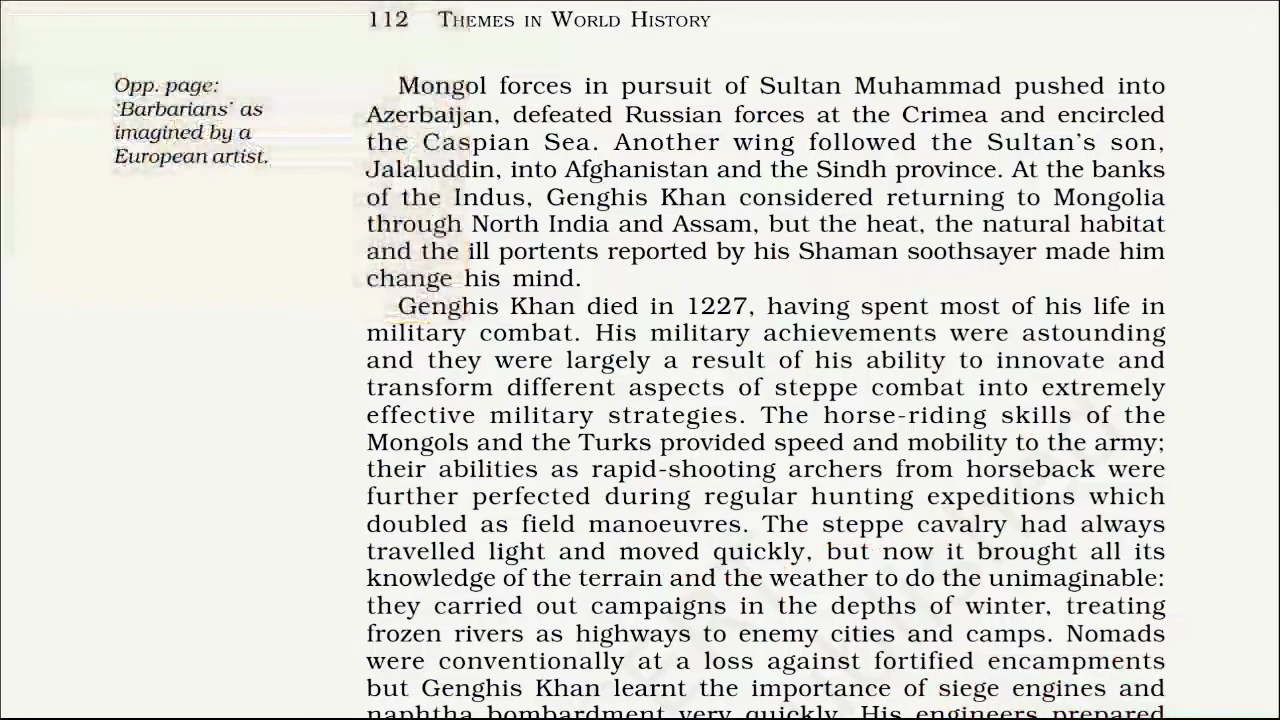 112 THEMES IN WORLD HISTORY
Opp. page:
'Barbarians' as
imagined by a
European artist.
Mongol forces in pursuit of Sultan Muhammad pushed into
Azerbaijan, defeated Russian forces at the Crimea and encircled
the Caspian Sea. Another wing followed the Sultan's son,
Jalaluddin, into Afghanistan and the Sindh province. At the banks
of the Indus, Genghis Khan considered returning to Mongolia
through North India and Assam, but the heat, the natural habitat
and the ill portents reported by his Shaman soothsayer made him
change his mind.
Genghis Khan died in 1227, having spent most of his life in
military combat. His military achievements were astounding
and they were largely a result of his ability to innovate and
transform different aspects of steppe combat into extremely
effective military strategies. The horse-riding skills of the
Mongols and the Turks provided speed and mobility to the army;
their abilities as rapid-shooting archers from horseback were
further perfected during regular hunting expeditions which
doubled as field manoeuvres. The steppe cavalry had always
travelled light and moved quickly, but now it brought all its
knowledge of the terrain and the weather to do the unimaginable:
they carried out campaigns in the depths of winter, treating
frozen rivers as highways to enemy cities and camps. Nomads
were conventionally at a loss against fortified encampments
but Genghis Khan learnt the importance of siege engines and
naphtha bombardment very quickly. His engineers prepared